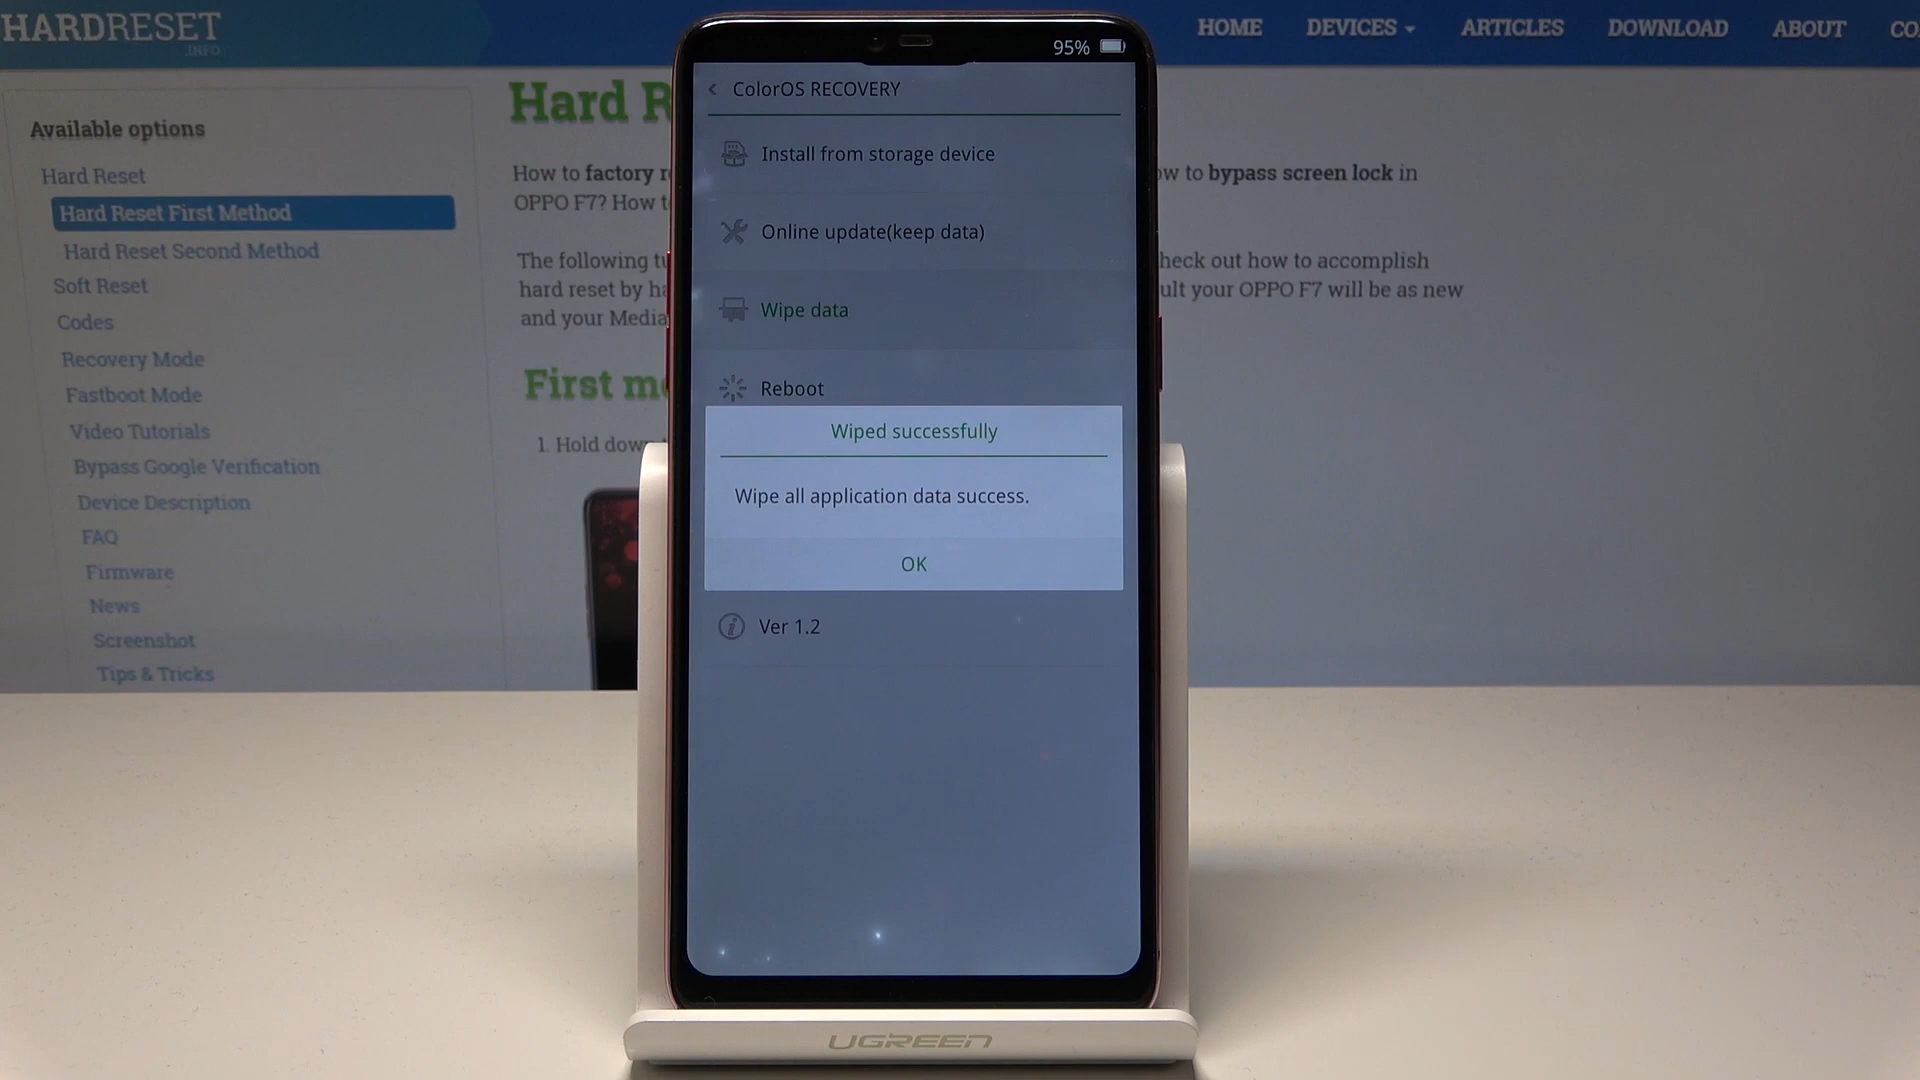 HARDRESET
.INFO
HOME
DEVICES
ARTICLES
DOWNLOAD
ABOUT
Available options
Hard Reset
Hard Reset First Method
Hard Reset Second Method
Soft Reset
Codes
Recovery Mode
Fastboot Mode
Video Tutorials
Bypass Google Verification
Device Description
FAQ
Firmware
News
Screenshot
Tips & Tricks
Hard R
How to factory
to bypass screen lock in
OPPO F7? How
The following
heck out how to accomplish
hard reset by
ult your OPPO F7 will be as new
and your Media
First
1. Hold down
95%
ColorOS RECOVERY
Install from storage device
Online update(keep data)
Wipe data
Reboot
Wiped successfully
Wipe all application data success.
OK
Ver 1.2
UGREEN